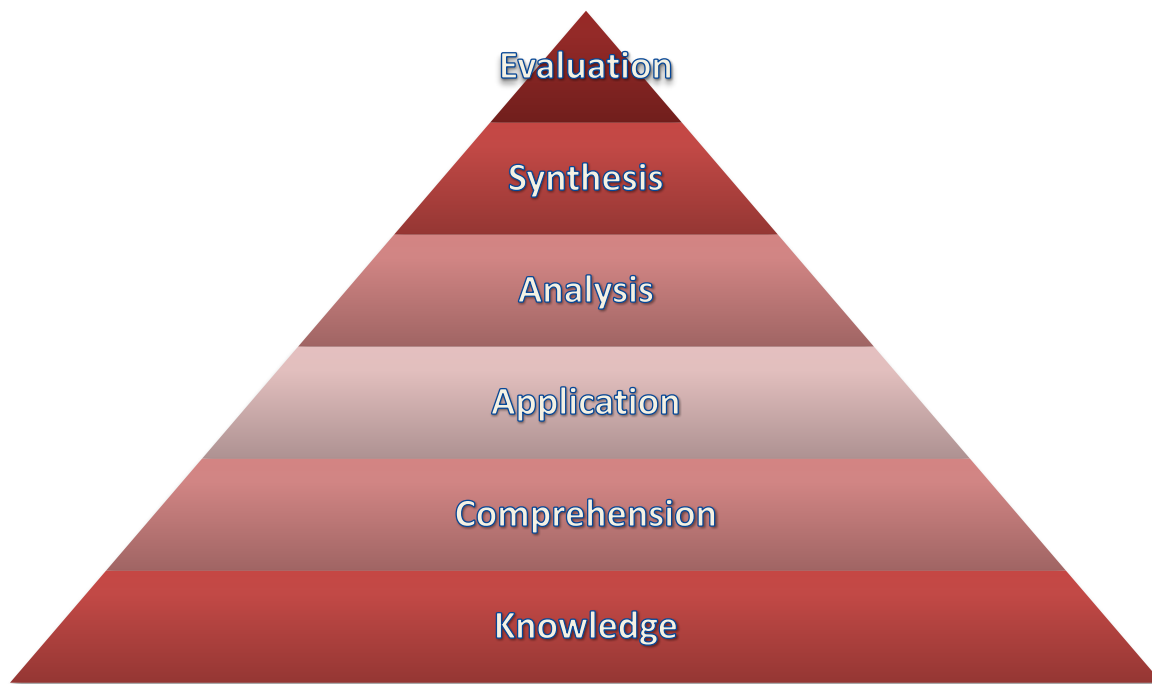 Evaluation
Synthesis
Analysis
Application
Comprehension
Knowledge